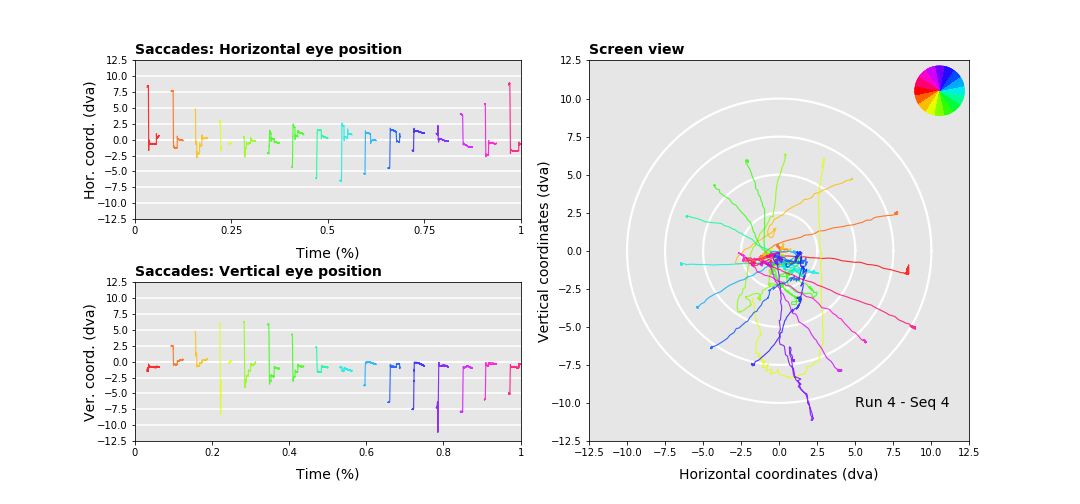 Saccades: Horizontal eye position
12.5
10.0
7.5
5.0
2.5
0.0
−2.5
−5.0
−7.5
−10.0
−12.5
Hor. coord. (dva)
0 0.25 0.5 0.75 1
Time (%)
Saccades: Vertical eye position
12.5
10.0
7.5
5.0
2.5
0.0
−2.5
−5.0
−7.5
−10.0
−12.5
Ver. coord. (dva)
0 0.2 0.4 0.6 0.8 1
Time (%)
Screen view
12.5
10.0
7.5
5.0
2.5
0.0
−2.5
−5.0
−7.5
−10.0
−12.5
Vertical coordinates (dva)
Run 4 - Seq 4
−12.5 −10.0 −7.5 −5.0 −2.5 0.0 2.5 5.0 7.5 10.0 12.5
Horizontal coordinates (dva)